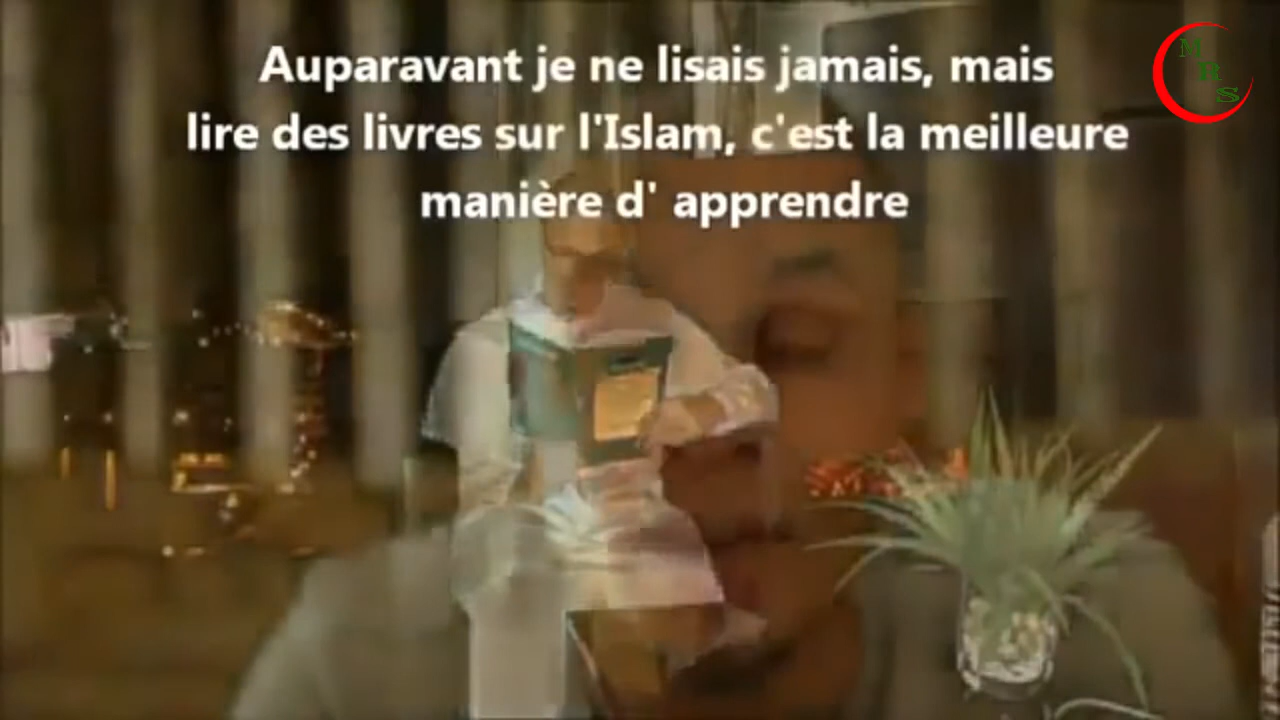 Auparavant je ne lisais jamais, mais
lire des livres sur l'Islam, c'est la meilleure
manière d' apprendre
M
R
S